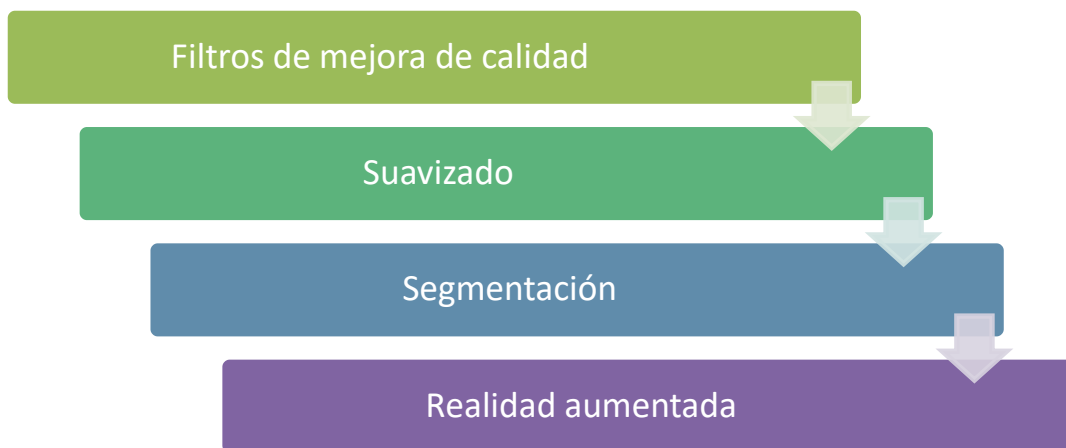 Filtros de mejora de calidad
Suavizado
Segmentación
Realidad aumentada